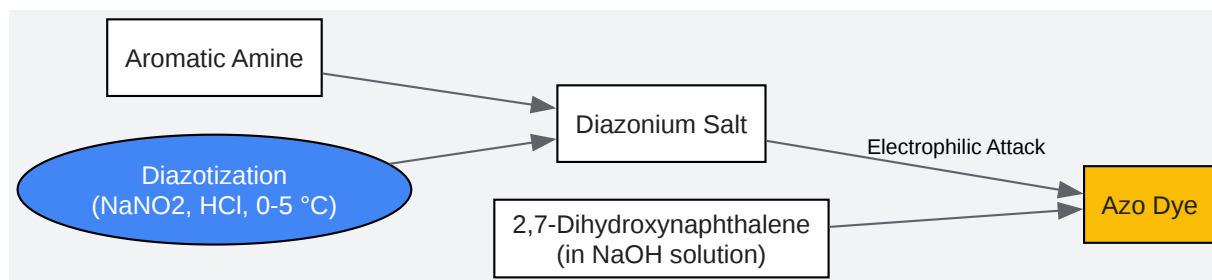 Aromatic Amine
Diazotization
(NaNO2, HCl, 0-5 °C)
Diazonium Salt
Electrophilic Attack
2,7-Dihydroxynaphthalene
(in NaOH solution)
Azo Dye